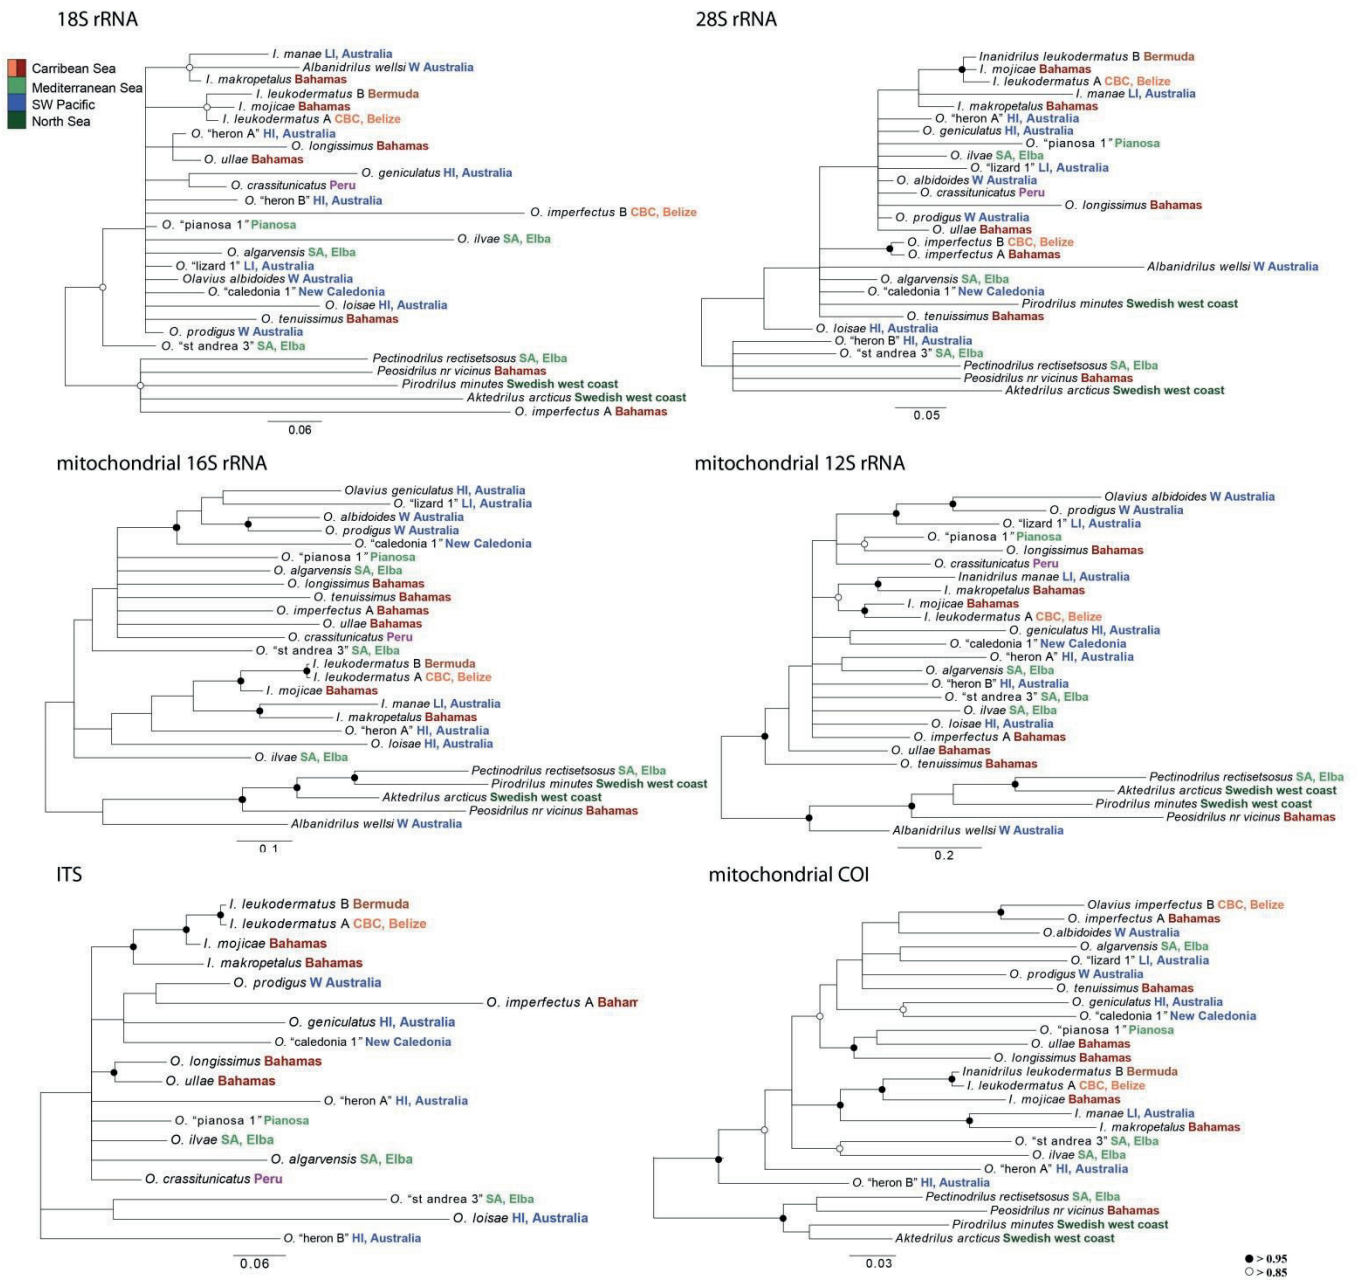 18S rRNA
Carribean Sea
Mediterranean Sea
SW Pacific
North Sea
I. manae LI, Australia
Albanidrilus wellsi W Australia
I. makropetalus Bahamas
I. leukodermatus B Bermuda
I. mojicae Bahamas
I. leukodermatus A CBC, Belize
O. “heron A” HI, Australia
O. longissimus Bahamas
O. ullae Bahamas
O. geniculatus HI, Australia
O. crassitunicatus Peru
O. “heron B” HI, Australia
O. imperfectus B CBC, Belize
O. “pianosa 1” Pianosa
O. ilvae SA, Elba
O. algarvensis SA, Elba
O. “lizard 1” LI, Australia
Olavius albidoides W Australia
O. “caledonia 1” New Caledonia
O. loisae HI, Australia
O. tenuissimus Bahamas
O. prodigus W Australia
O. “st andrea 3” SA, Elba
Pectinodrilus rectisetsosus SA, Elba
Peosidrilus nr vicinus Bahamas
Pirodrilus minutes Swedish west coast
Aktedrilus arcticus Swedish west coast
O. imperfectus A Bahamas
0.06
28S rRNA
Inanidrilus leukodermatus B Bermuda
I. mojicae Bahamas
I. leukodermatus A CBC, Belize
I. manae LI, Australia
I. makropetalus Bahamas
O. “heron A” HI, Australia
O. geniculatus HI, Australia
O. “pianosa 1” Pianosa
O. ilvae SA, Elba
O. “lizard 1” LI, Australia
O. albidoides W Australia
O. crassitunicatus Peru
O. longissimus Bahamas
O. prodigus W Australia
O. ullae Bahamas
O. imperfectus B CBC, Belize
O. imperfectus A Bahamas
Albanidrilus wellsi W Australia
O. algarvensis SA, Elba
O. “caledonia 1” New Caledonia
Pirodrilus minutes Swedish west coast
O. tenuissimus Bahamas
O. loisae HI, Australia
O. “heron B” HI, Australia
O. “st andrea 3” SA, Elba
Pectinodrilus rectisetsosus SA, Elba
Peosidrilus nr vicinus Bahamas
Aktedrilus arcticus Swedish west coast
0.05
mitochondrial 16S rRNA
Olavius geniculatus HI, Australia
O. “lizard 1” LI, Australia
O. albidoides W Australia
O. prodigus W Australia
O. “caledonia 1” New Caledonia
O. “pianosa 1” Pianosa
O. algarvensis SA, Elba
O. longissimus Bahamas
O. tenuissimus Bahamas
O. imperfectus A Bahamas
O. ullae Bahamas
O. crassitunicatus Peru
O. “st andrea 3” SA, Elba
I. leukodermatus B Bermuda
I. leukodermatus A CBC, Belize
I. mojicae Bahamas
I. manae LI, Australia
I. makropetalus Bahamas
O. “heron A” HI, Australia
O. loisae HI, Australia
O. ilvae SA, Elba
Pectinodrilus rectisetsosus SA, Elba
Pirodrilus minutes Swedish west coast
Aktedrilus arcticus Swedish west coast
Peosidrilus nr vicinus Bahamas
Albanidrilus wellsi W Australia
0.1
mitochondrial 12S rRNA
Olavius albidoides W Australia
O. prodigus W Australia
O. “lizard 1” LI, Australia
O. “pianosa 1” Pianosa
O. longissimus Bahamas
O. crassitunicatus Peru
Inanidrilus manae LI, Australia
I. makropetalus Bahamas
I. mojicae Bahamas
I. leukodermatus A CBC, Belize
O. geniculatus HI, Australia
O. “caledonia 1” New Caledonia
O. “heron A” HI, Australia
O. algarvensis SA, Elba
O. “heron B” HI, Australia
O. “st andrea 3” SA, Elba
O. ilvae SA, Elba
O. loisae HI, Australia
O. imperfectus A Bahamas
O. ullae Bahamas
O. tenuissimus Bahamas
Pectinodrilus rectisetsosus SA, Elba
Aktedrilus arcticus Swedish west coast
Pirodrilus minutes Swedish west coast
Peosidrilus nr vicinus Bahamas
Albanidrilus wellsi W Australia
0.2
ITS
I. leukodermatus B Bermuda
I. leukodermatus A CBC, Belize
I. mojicae Bahamas
I. makropetalus Bahamas
O. prodigus W Australia
O. imperfectus A Baham
O. geniculatus HI, Australia
O. “caledonia 1” New Caledonia
O. longissimus Bahamas
O. ullae Bahamas
O. “heron A” HI, Australia
O. “pianosa 1” Pianosa
O. ilvae SA, Elba
O. algarvensis SA, Elba
O. crassitunicatus Peru
O. “st andrea 3” SA, Elba
O. loisae HI, Australia
O. “heron B” HI, Australia
0.06
mitochondrial COI
Olavius imperfectus B CBC, Belize
O. imperfectus A Bahamas
O.albidoides W Australia
O. algarvensis SA, Elba
O. “lizard 1” LI, Australia
O. prodigus W Australia
O. tenuissimus Bahamas
O. geniculatus HI, Australia
O. “caledonia 1” New Caledonia
O. “pianosa 1” Pianosa
O. ullae Bahamas
O. longissimus Bahamas
Inanidrilus leukodermatus B Bermuda
I. leukodermatus A CBC, Belize
I. mojicae Bahamas
I. manae LI, Australia
I. makropetalus Bahamas
O. “st andrea 3” SA, Elba
O. ilvae SA, Elba
O. “heron A” HI, Australia
O. “heron B” HI, Australia
Pectinodrilus rectisetsosus SA, Elba
Peosidrilus nr vicinus Bahamas
Pirodrilus minutes Swedish west coast
Aktedrilus arcticus Swedish west coast
0.03
> 0.95
> 0.85